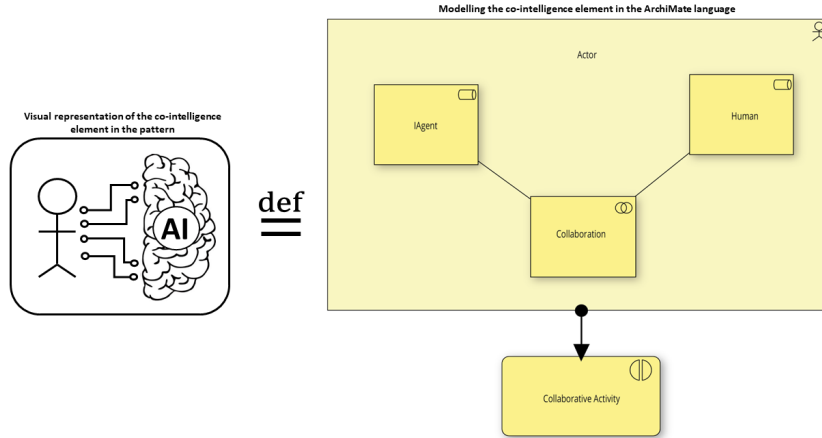 Modelling the co-intelligence element in the ArchiMate language
Actor
IAgent
Human
Visual representation of the co-intelligence
element in the pattern
AI
def
Collaboration
Collaborative Activity